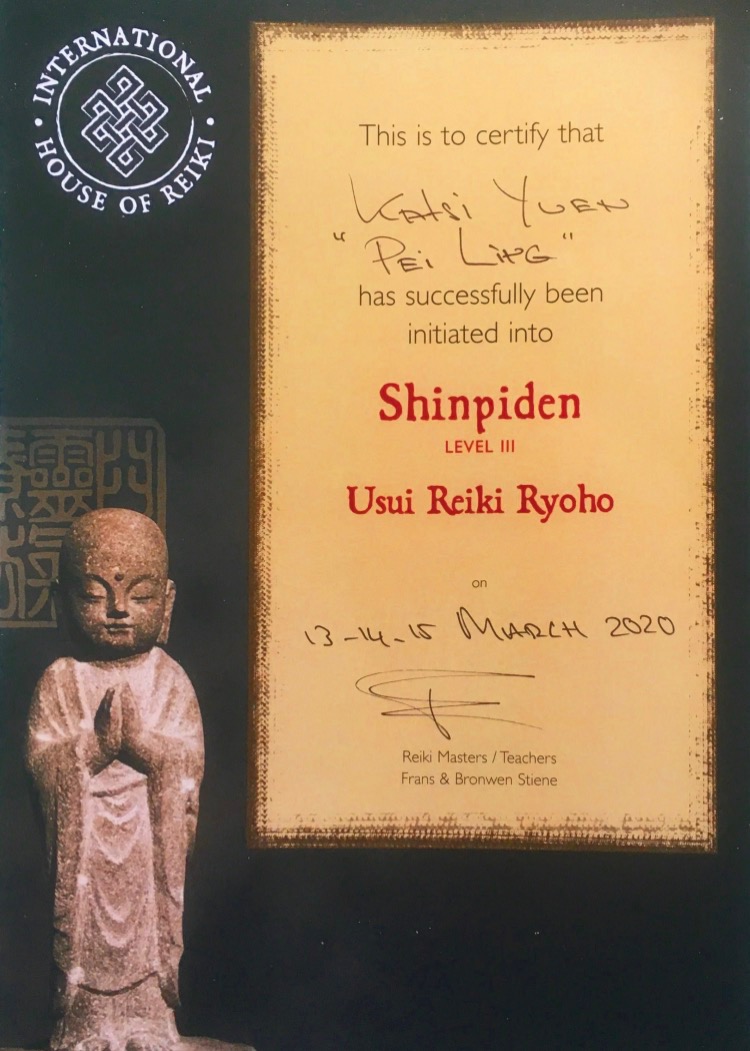 INTERNATIONAL
HOUSE OF REIKI
This is to certify that
Katsi Yuen
"Pei Ling"
has successfully been
initiated into
Shinpiden
LEVEL III
Usui Reiki Ryoho
on
13-14-15 MARCH 2020
Reiki Masters / Teachers
Frans & Bronwen Stiene